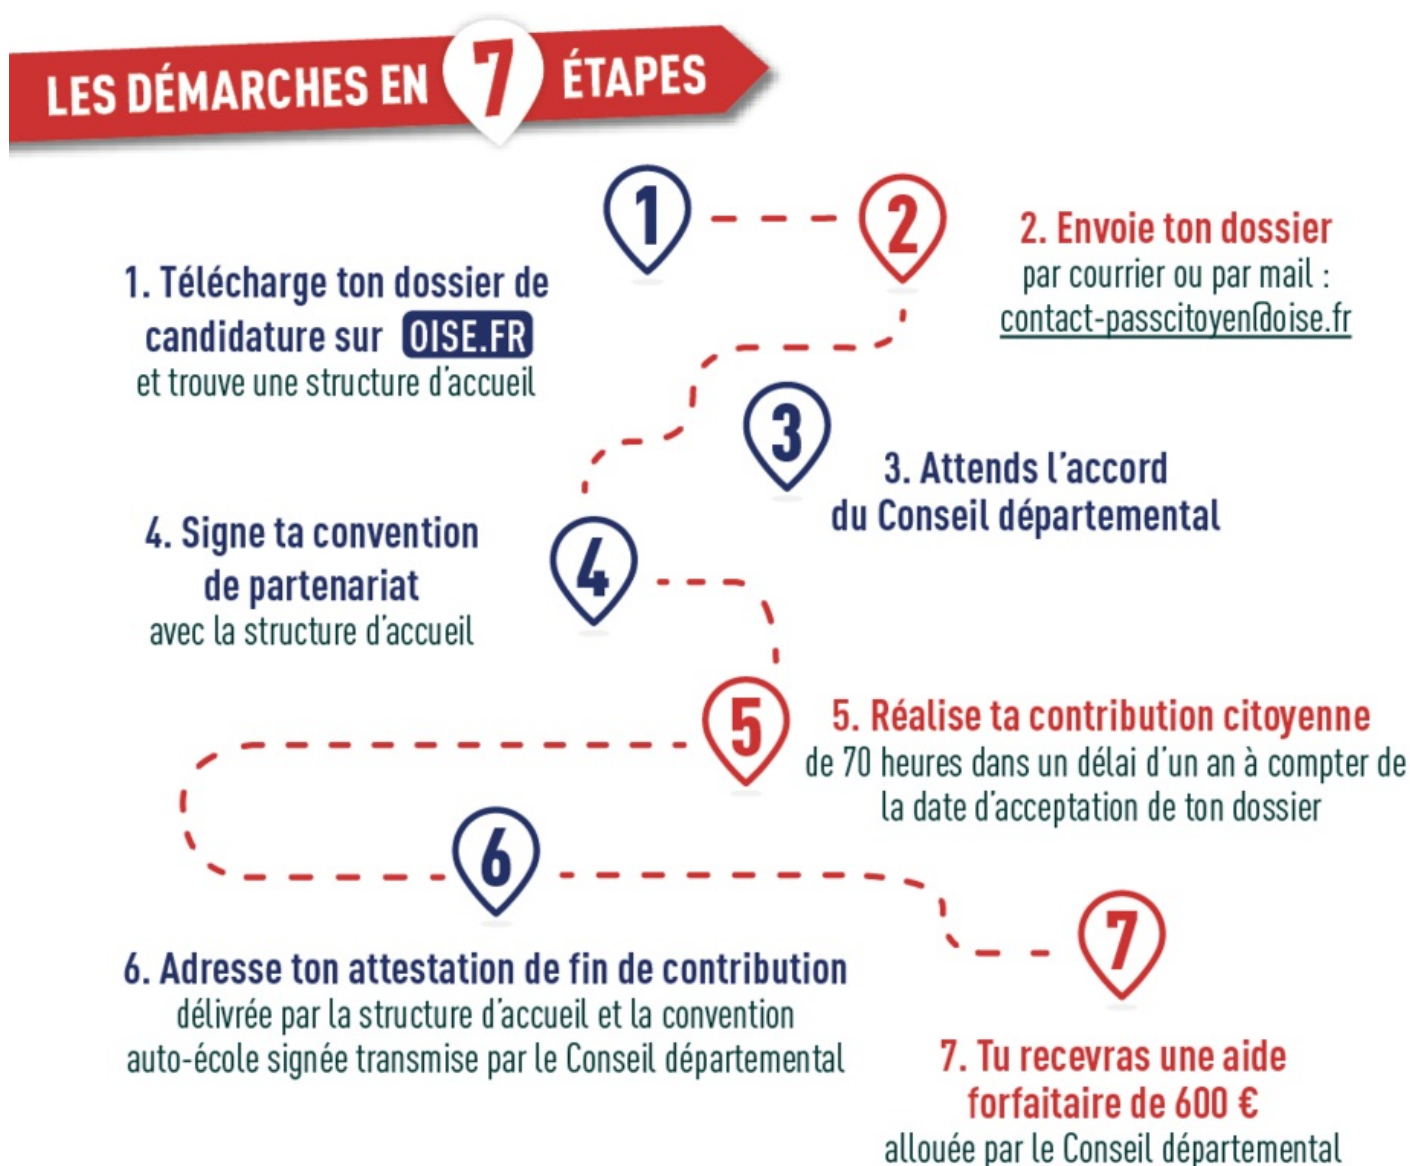 LES DÉMARCHES EN 7 ÉTAPES
1
2
1. Télécharge ton dossier de
candidature sur OISE.FR
et trouve une structure d'accueil
2. Envoie ton dossier
par courrier ou par mail :
contact-passcitoyen@oise.fr
3
3. Attends l'accord
du Conseil départemental
4
4. Signe ta convention
de partenariat
avec la structure d'accueil
5
5. Réalise ta contribution citoyenne
de 70 heures dans un délai d'un an à compter de
la date d'acceptation de ton dossier
6
6. Adresse ton attestation de fin de contribution
délivrée par la structure d'accueil et la convention
auto-école signée transmise par le Conseil départemental
7
7. Tu recevras une aide
forfaitaire de 600 €
allouée par le Conseil départemental